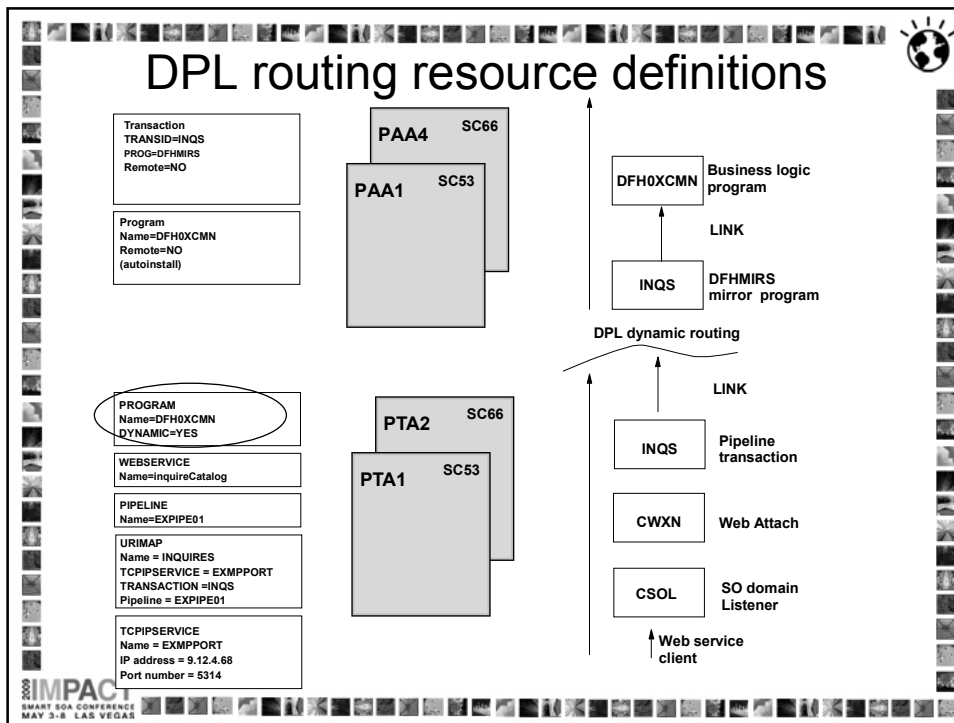 DPL routing resource definitions
Transaction
TRANSID=INQS
PROG=DFHMIRS
Remote=NO
Program
Name=DFH0XCMN
Remote=NO
(autoinstall)
PAA4
SC66
PAA1
SC53
DFH0XCMN
Business logic
program
LINK
INQS
DFHMIRS
mirror program
DPL dynamic routing
LINK
PROGRAM
Name=DFH0XCMN
DYNAMIC=YES
WEBSERVICE
Name=inquireCatalog
PIPELINE
Name=EXPIPE01
URIMAP
Name = INQUIRES
TCPIPSERVICE = EXMPPORT
TRANSACTION =INQS
Pipeline = EXPIPE01
TCPIPSERVICE
Name = EXMPPORT
IP address = 9.12.4.68
Port number = 5314
PTA2
SC66
PTA1
SC53
INQS
Pipeline
transaction
CWXN
Web Attach
CSOL
SO domain
Listener
Web service
client
IMPACT
SMART SOA CONFERENCE
MAY 3-8 LAS VEGAS